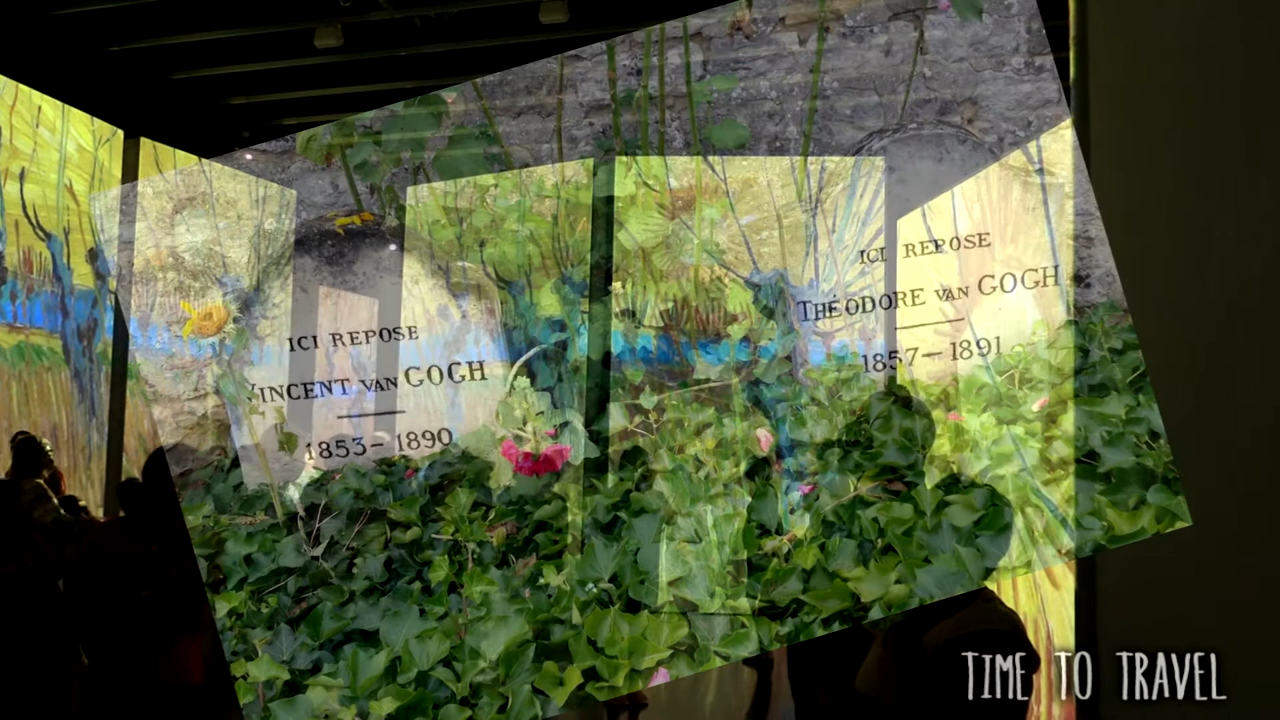 ICI REPOSE
VINCENT VAN GOGH
1853-1890
ICI REPOSE
THÉODORE VAN GOGH
1857-1891
TIME TO TRAVEL